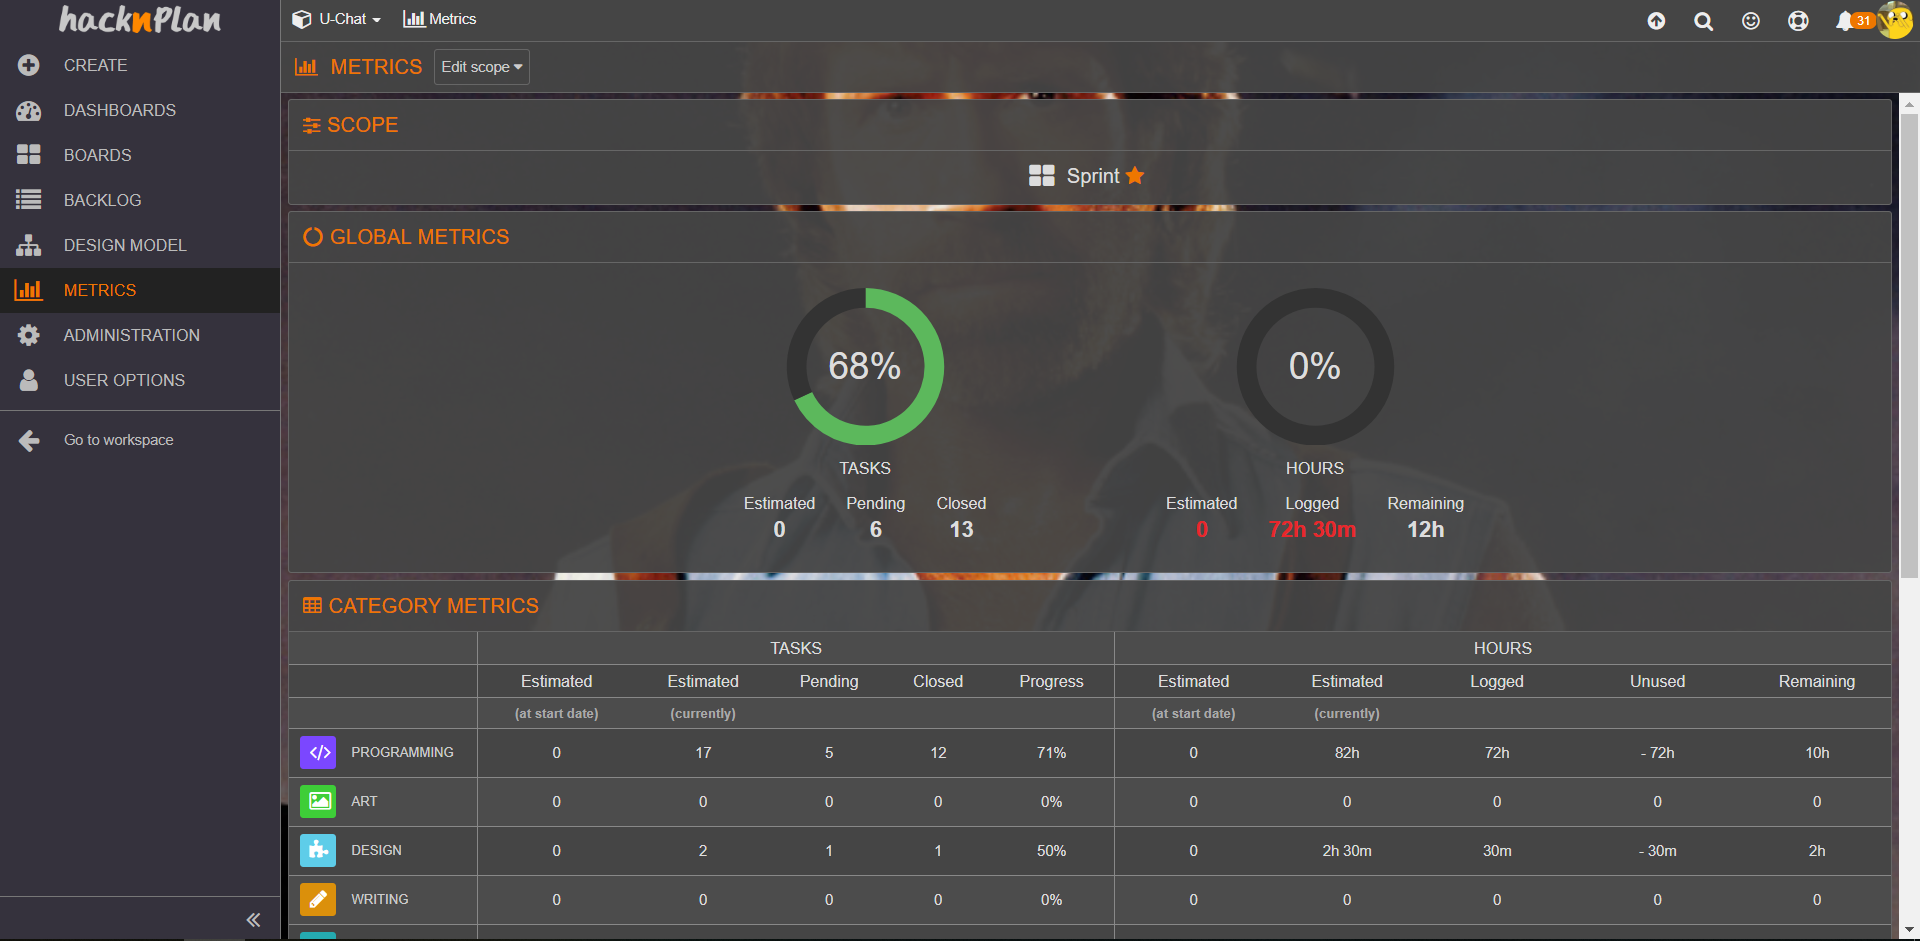 hacknPlan
U-Chat
Metrics
31
CREATE
DASHBOARDS
BOARDS
BACKLOG
DESIGN MODEL
METRICS
ADMINISTRATION
USER OPTIONS
Go to workspace
METRICS
Edit scope
SCOPE
Sprint
GLOBAL METRICS
68%
0%
TASKS
HOURS
Estimated Pending Closed
0 6 13
Estimated Logged Remaining
0 72h 30m 12h
CATEGORY METRICS
TASKS HOURS
Estimated Estimated Pending Closed Progress Estimated Estimated Logged Unused Remaining
(at start date) (currently) (at start date) (currently)
PROGRAMMING 0 17 5 12 71% 0 82h 72h - 72h 10h
ART 0 0 0 0 0% 0 0 0 0 0
DESIGN 0 2 1 1 50% 0 2h 30m 30m - 30m 2h
WRITING 0 0 0 0 0% 0 0 0 0 0